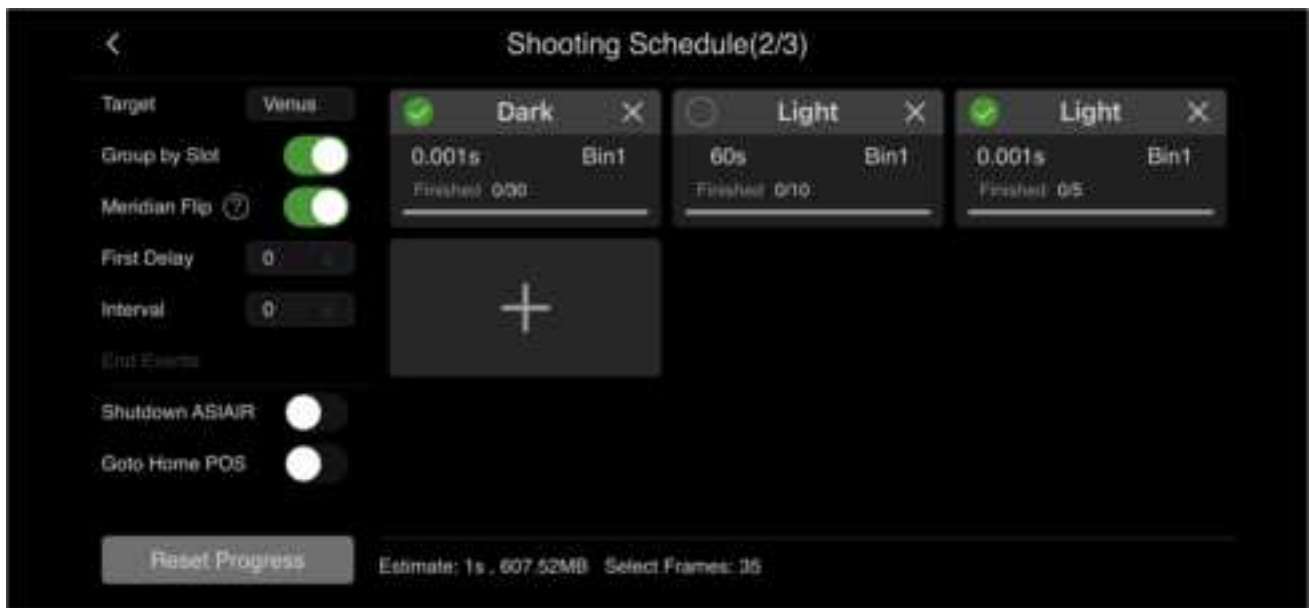 Shooting Schedule(2/3)
Target Venus
Group by Slot
Meridian Flip ?
First Delay 0
Interval 0
End Events
Shutdown ASIAIR
Goto Home POS
Reset Progress
Dark
0.001s Bin1
Finished 0/30
Light
60s Bin1
Finished 0/10
Light
0.001s Bin1
Finished 0/5
Estimate: 1s , 607.52MB Select Frames: 35